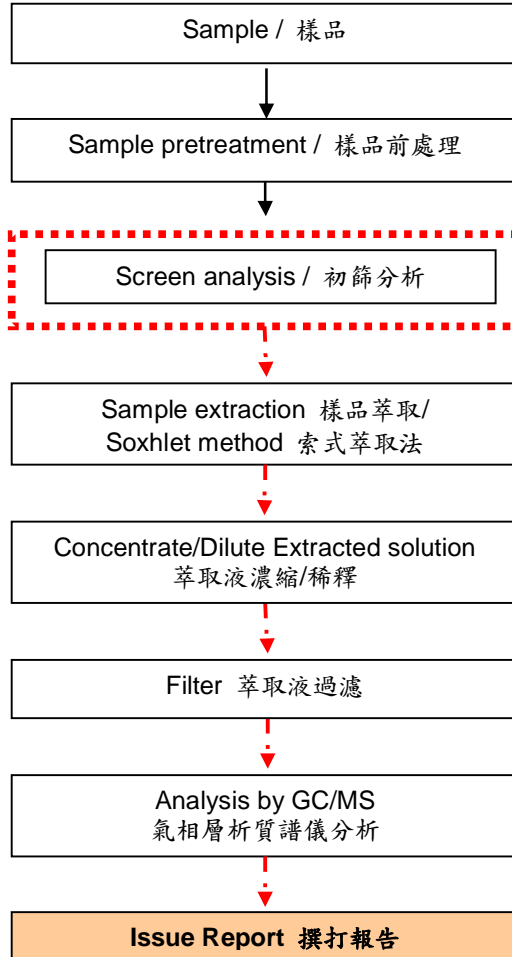 Sample / 樣品
Sample pretreatment / 樣品前處理
Screen analysis / 初篩分析
Sample extraction 樣品萃取/
Soxhlet method 索式萃取法
Concentrate/Dilute Extracted solution
萃取液濃縮/稀釋
Filter 萃取液過濾
Analysis by GC/MS
氣相層析質譜儀分析
Issue Report 撰打報告